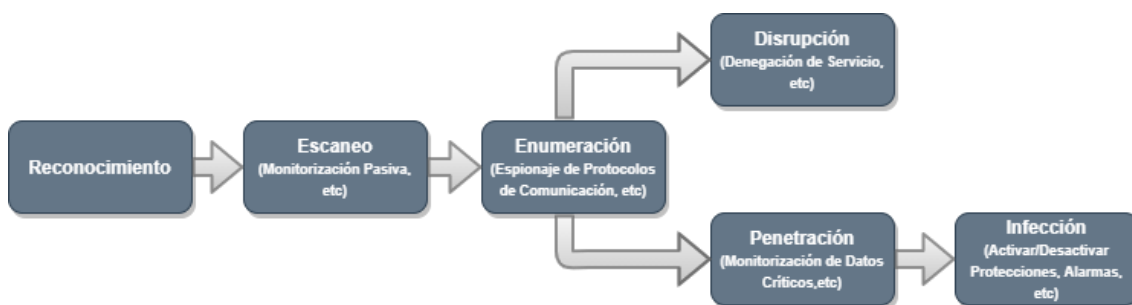 Reconocimiento
Escaneo
(Monitorización Pasiva,
etc)
Enumeración
(Espionaje de Protocolos
de Comunicación, etc)
Disrupción
(Denegación de Servicio,
etc)
Penetración
(Monitorización de Datos
Críticos,etc)
Infección
(Activar/Desactivar
Protecciones, Alarmas,
etc)